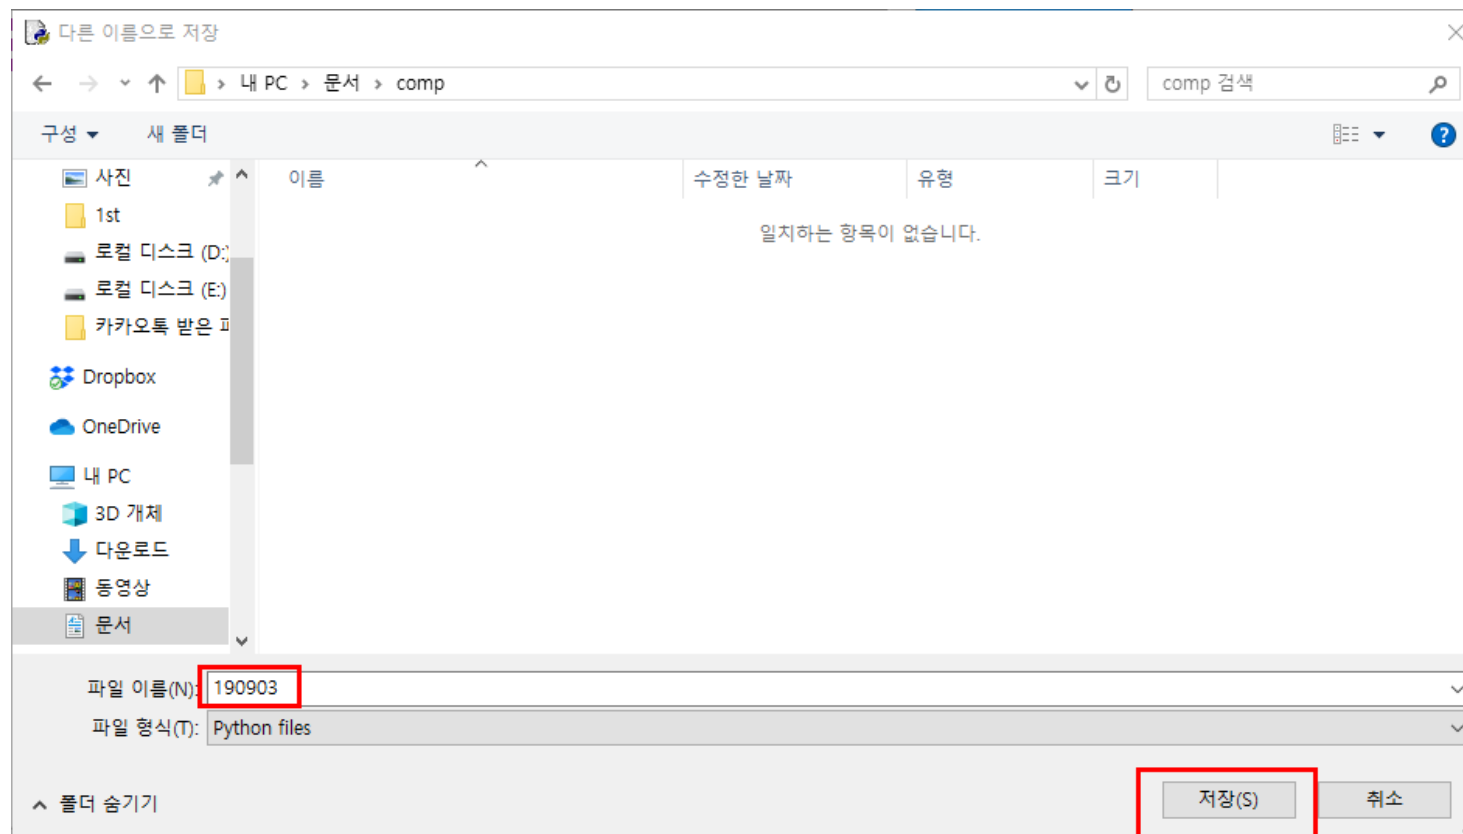 다른 이름으로 저장
내 PC > 문서 > comp
comp 검색
구성
새 폴더
사진
이름
수정한 날짜
유형
크기
1st
일치하는 항목이 없습니다.
로컬 디스크 (D:)
로컬 디스크 (E:)
카카오톡 받은
Dropbox
OneDrive
내 PC
3D 개체
다운로드
동영상
문서
파일 이름(N): 190903
파일 형식(T): Python files
폴더 숨기기
저장(S)
취소